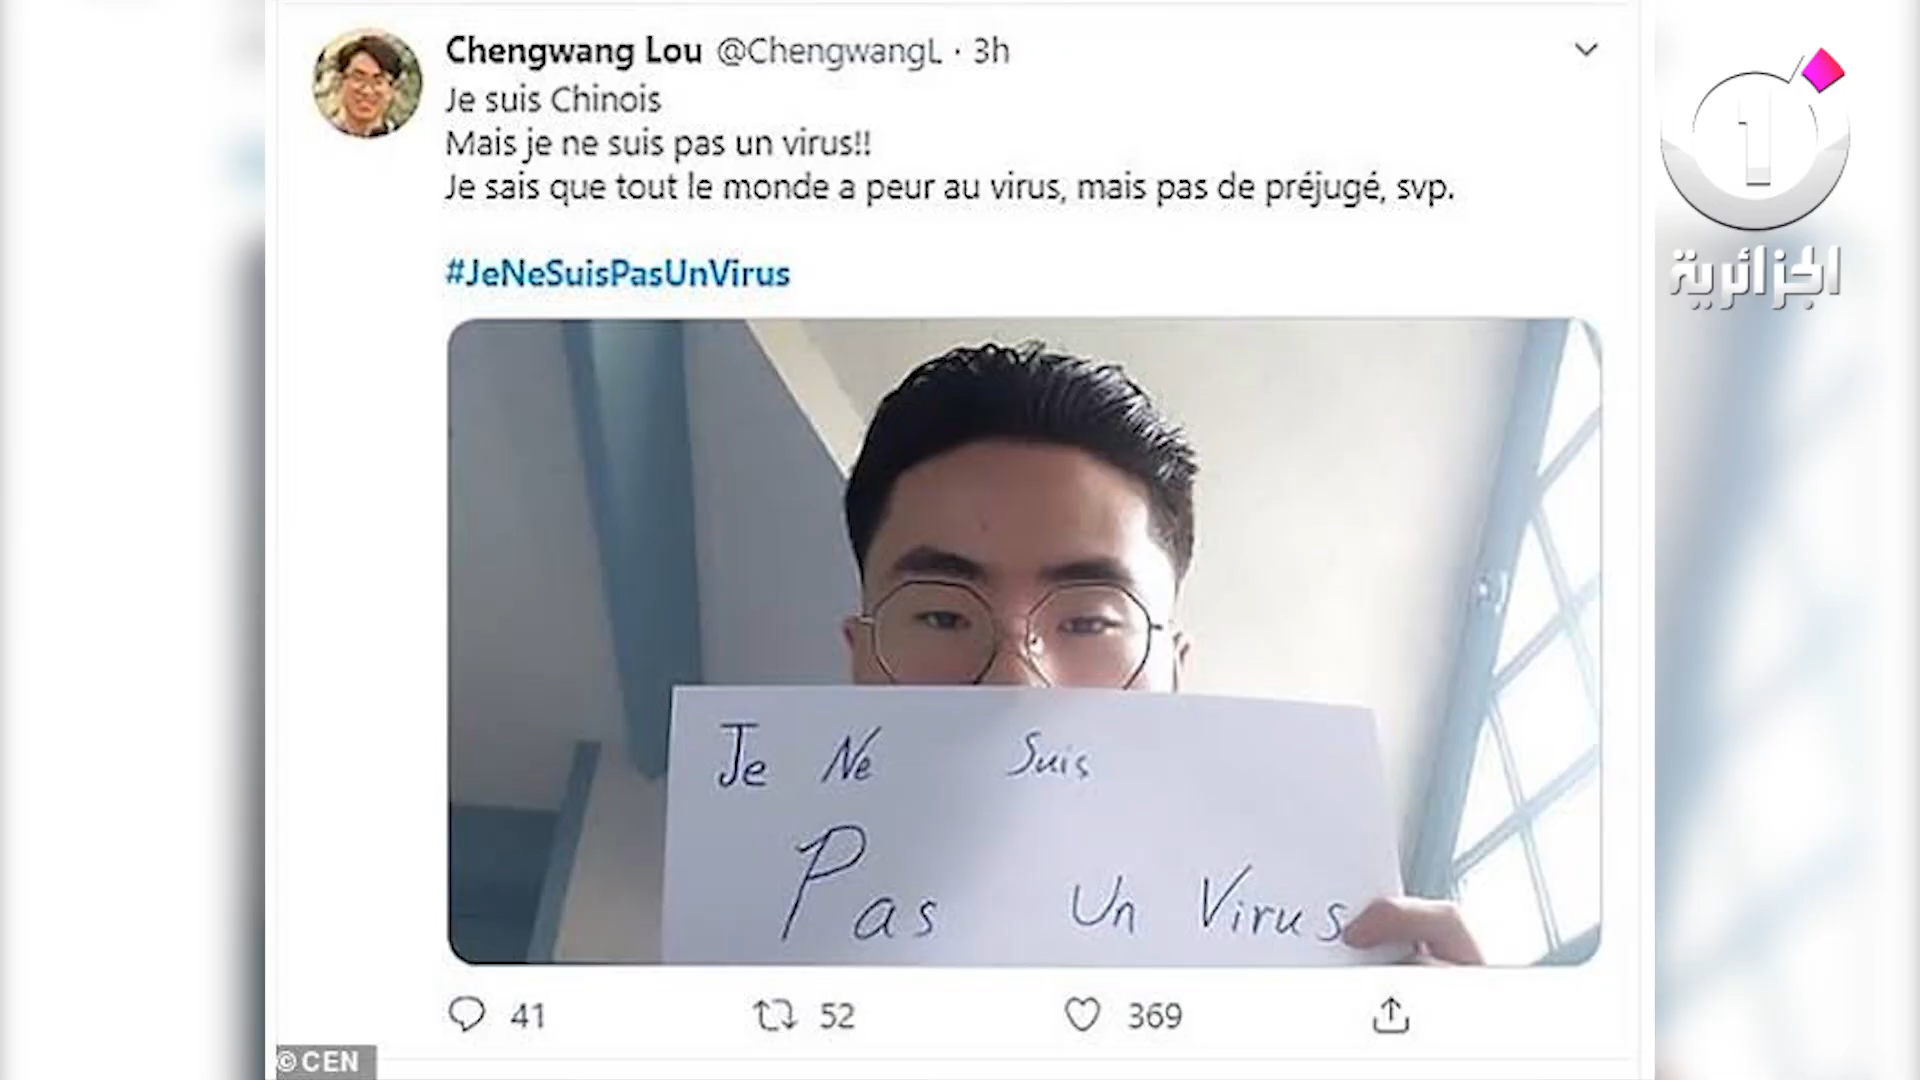 Chengwang Lou @ChengwangL · 3h
Je suis Chinois
Mais je ne suis pas un virus!!
Je sais que tout le monde a peur au virus, mais pas de préjugé, svp.
#JeNeSuisPasUnVirus
Je Ne Suis
Pas Un Virus
41 52 369
© CEN
1
الجزائرية